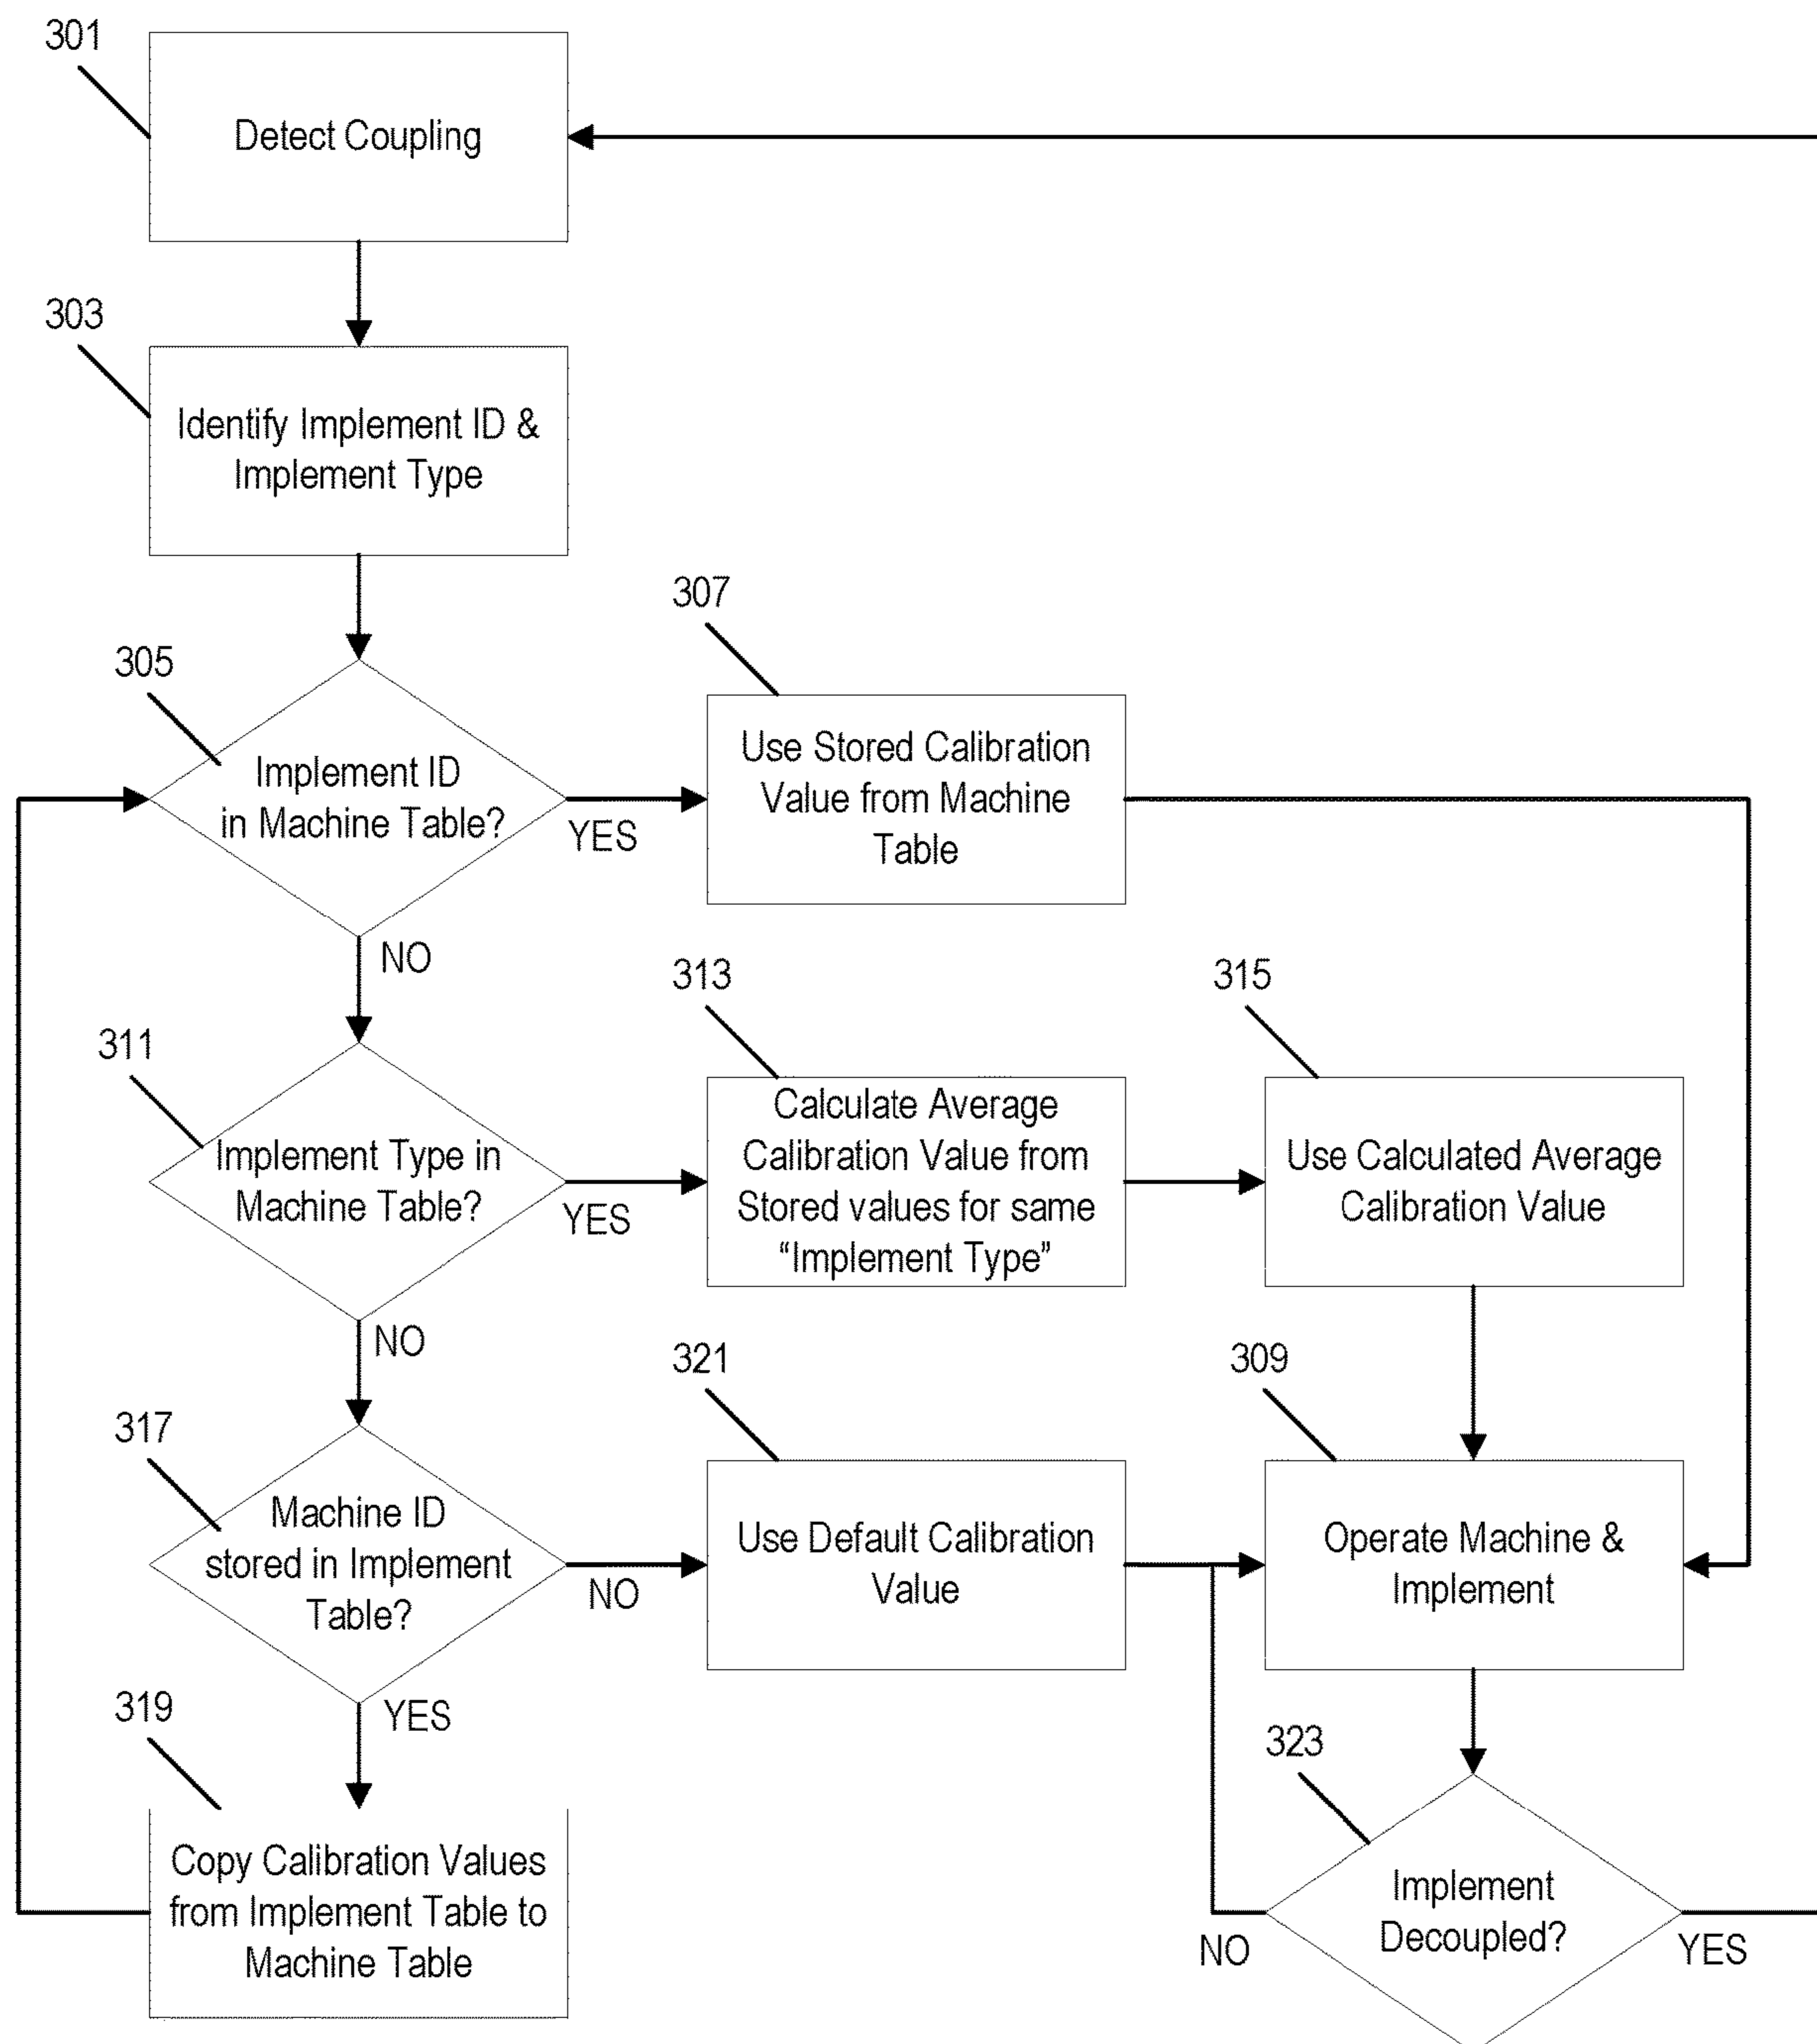 301
Detect Coupling
303
Identify Implement ID &
Implement Type
305
Implement ID
in Machine Table?
YES
NO
307
Use Stored Calibration
Value from Machine
Table
311
Implement Type in
Machine Table?
YES
NO
313
Calculate Average
Calibration Value from
Stored values for same
“Implement Type”
315
Use Calculated Average
Calibration Value
317
Machine ID
stored in Implement
Table?
NO
YES
321
Use Default Calibration
Value
309
Operate Machine &
Implement
319
Copy Calibration Values
from Implement Table to
Machine Table
323
Implement
Decoupled?
NO
YES